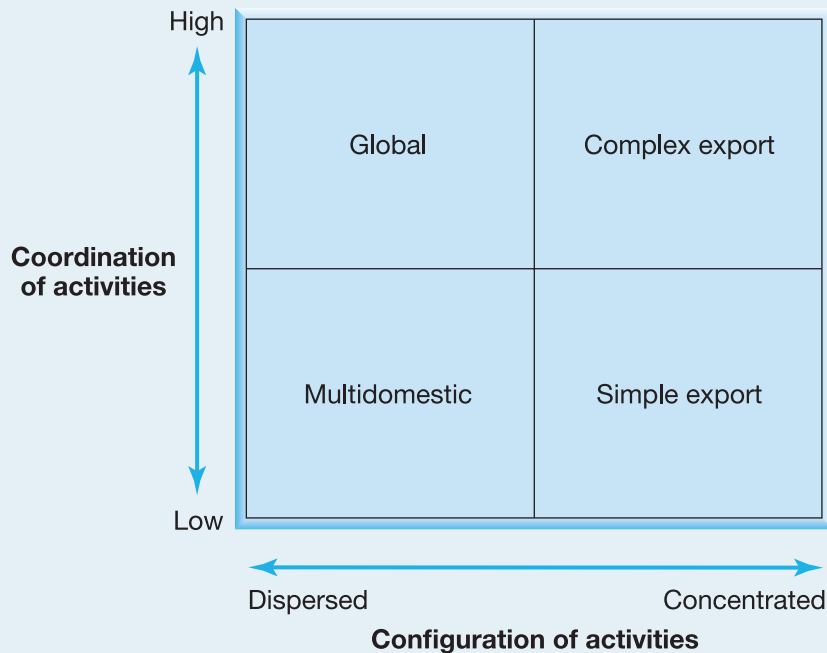 High
Global
Complex export
Coordination
of activities
Multidomestic
Simple export
Low
Dispersed
Concentrated
Configuration of activities